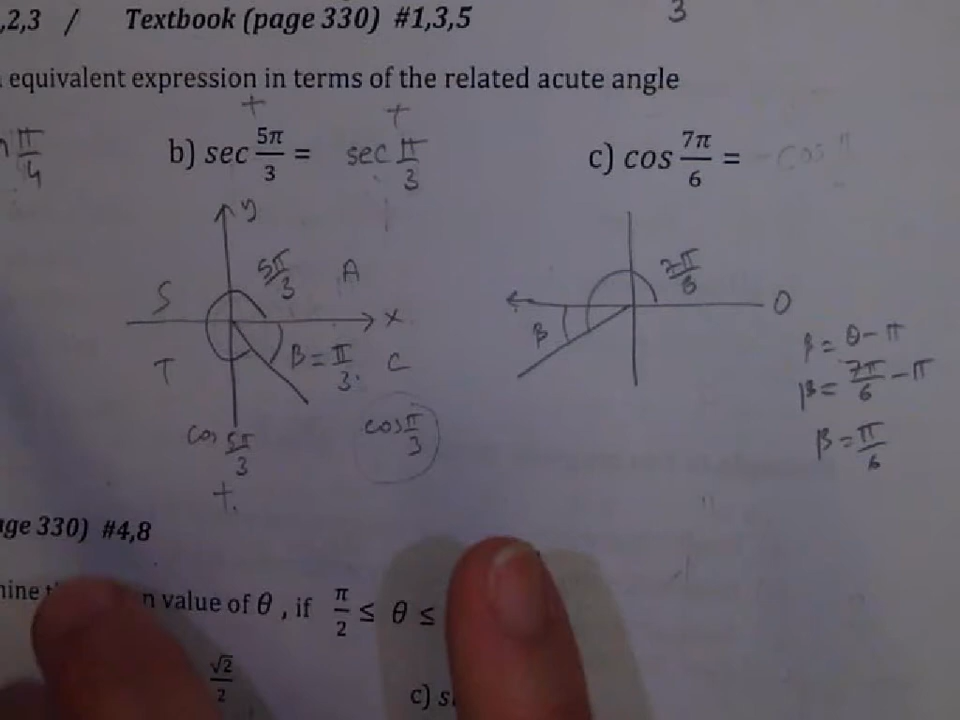 ,2,3 / Textbook (page 330) #1,3,5
3
equivalent expression in terms of the related acute angle
π/4
+ +
b) sec 5π/3 = sec π/3
c) cos 7π/6 = - cos π
y
5π/3
S A
x
T β = π/3 C
cos 5π/3
+
cos π/3
7π/6
0
β
β = θ - π
β = 7π/6 - π
β = π/6
ge 330) #4,8
value of θ , if π/2 ≤ θ ≤
√2/2
c) s